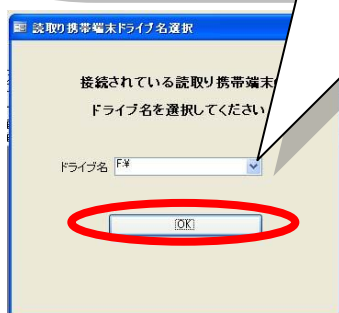 読取り携帯端末ドライブ名選択
接続されている読取り携帯端末の
ドライブ名を選択してください
ドライブ名 F:¥
[OK]